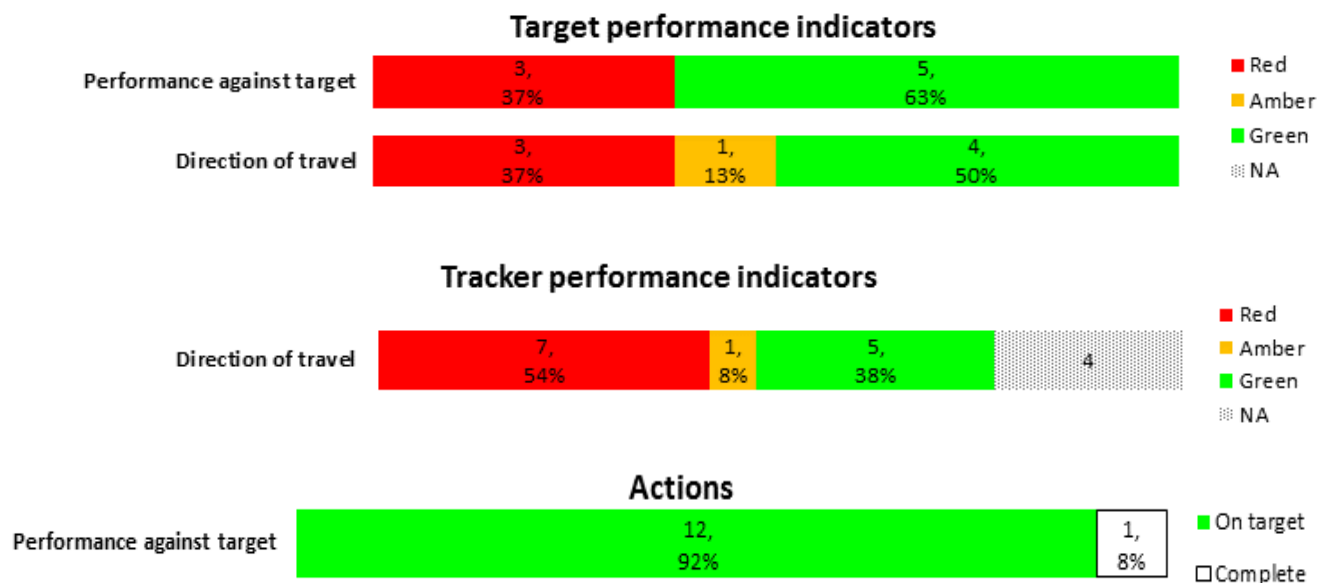 Target performance indicators
Performance against target
3,
37%
5,
63%
Red
Amber
Green
NA
Direction of travel
3,
37%
1,
13%
4,
50%
Tracker performance indicators
Direction of travel
7,
54%
1,
8%
5,
38%
4
Red
Amber
Green
NA
Actions
Performance against target
12,
92%
1,
8%
On target
Complete